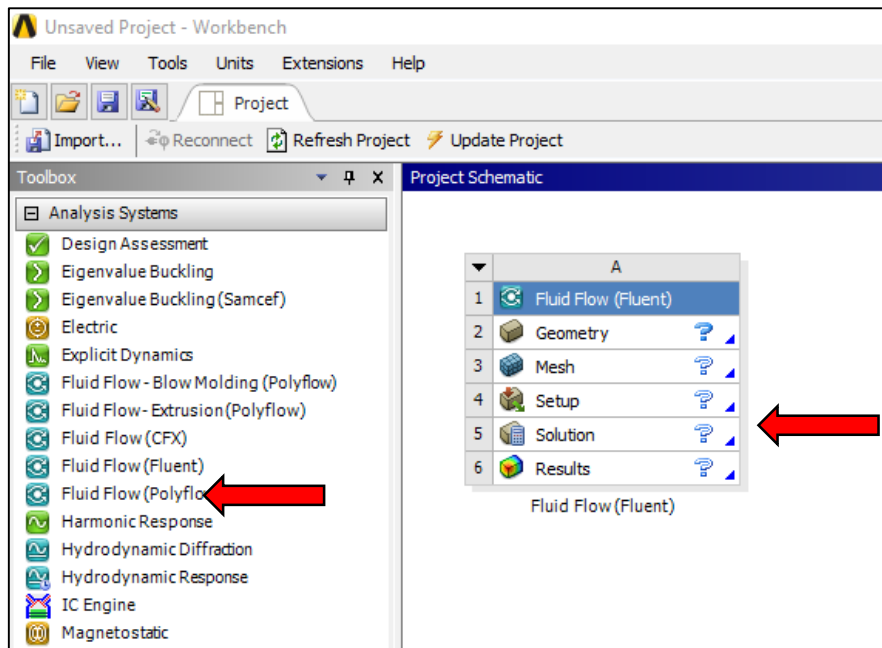 Unsaved Project - Workbench
File View Tools Units Extensions Help
Project
Import... Reconnect Refresh Project Update Project
Toolbox
Project Schematic
Analysis Systems
Design Assessment
Eigenvalue Buckling
Eigenvalue Buckling (Samcef)
Electric
Explicit Dynamics
Fluid Flow - Blow Molding (Polyflow)
Fluid Flow - Extrusion (Polyflow)
Fluid Flow (CFX)
Fluid Flow (Fluent)
Fluid Flow (Polyflo
Harmonic Response
Hydrodynamic Diffraction
Hydrodynamic Response
IC Engine
Magnetostatic
A
1 Fluid Flow (Fluent)
2 Geometry ?
3 Mesh ?
4 Setup ?
5 Solution ?
6 Results ?
Fluid Flow (Fluent)